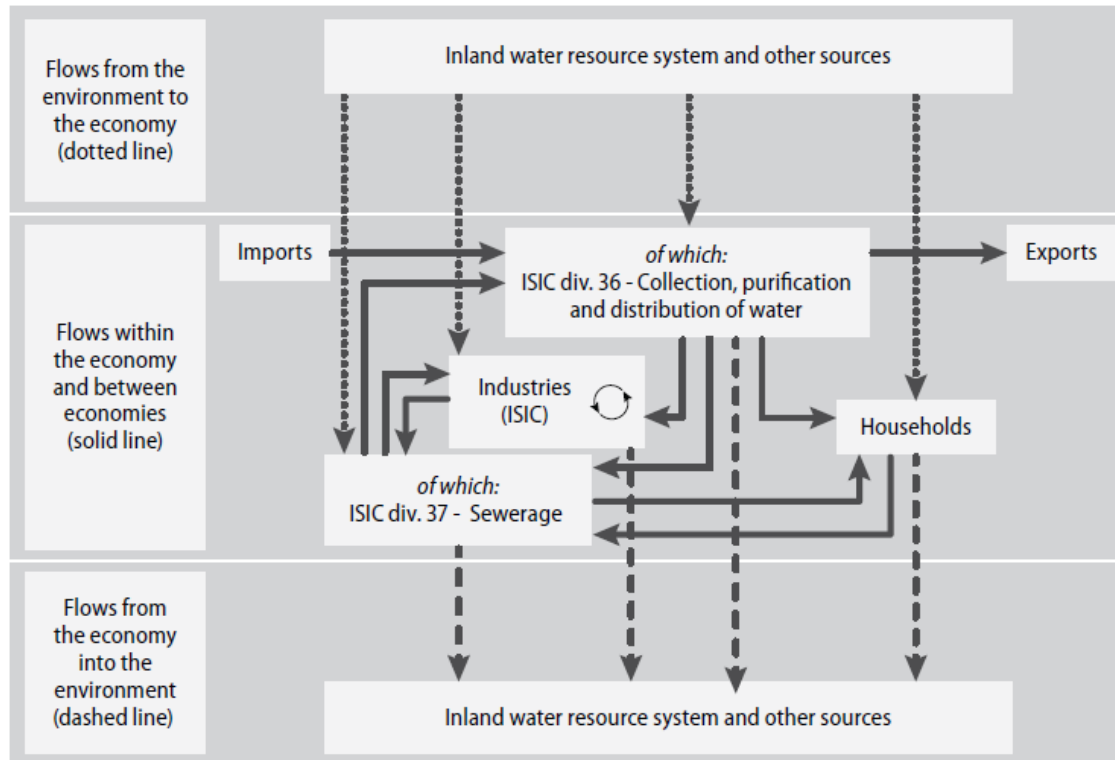 Flows from the
environment to
the economy
(dotted line)
Inland water resource system and other sources
Flows within
the economy
and between
economies
(solid line)
Imports
of which:
ISIC div. 36 - Collection, purification
and distribution of water
Exports
Industries
(ISIC)
Households
of which:
ISIC div. 37 - Sewerage
Flows from
the economy
into the
environment
(dashed line)
Inland water resource system and other sources